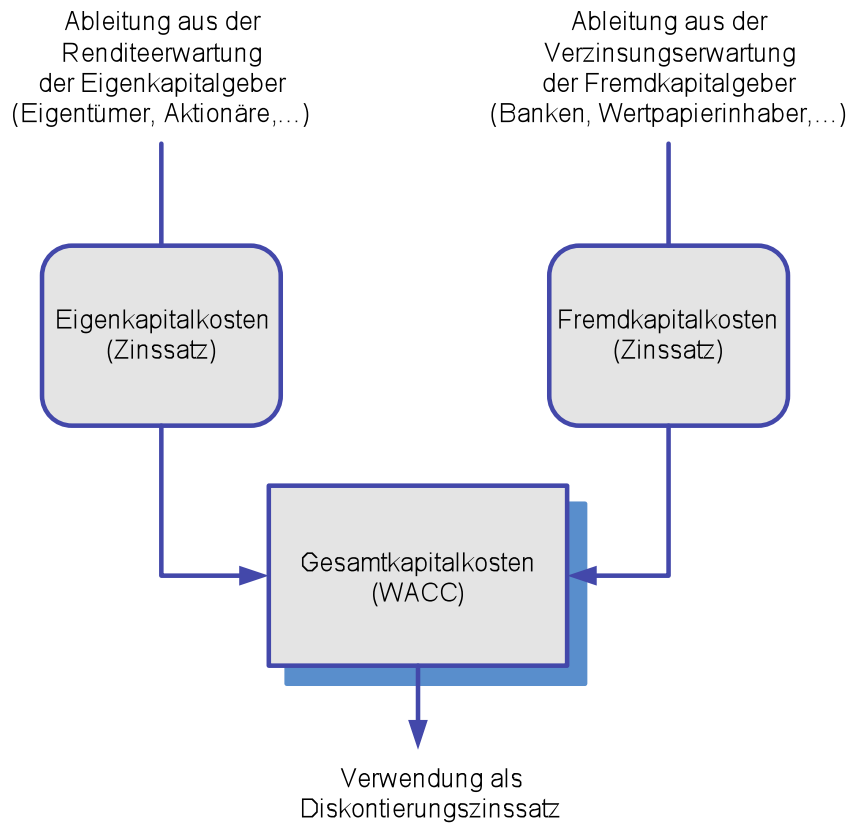 Ableitung aus der
Renditeerwartung
der Eigenkapitalgeber
(Eigentümer, Aktionäre,...)
Ableitung aus der
Verzinsungserwartung
der Fremdkapitalgeber
(Banken, Wertpapierinhaber,...)
Eigenkapitalkosten
(Zinssatz)
Fremdkapitalkosten
(Zinssatz)
Gesamtkapitalkosten
(WACC)
Verwendung als
Diskontierungszinssatz